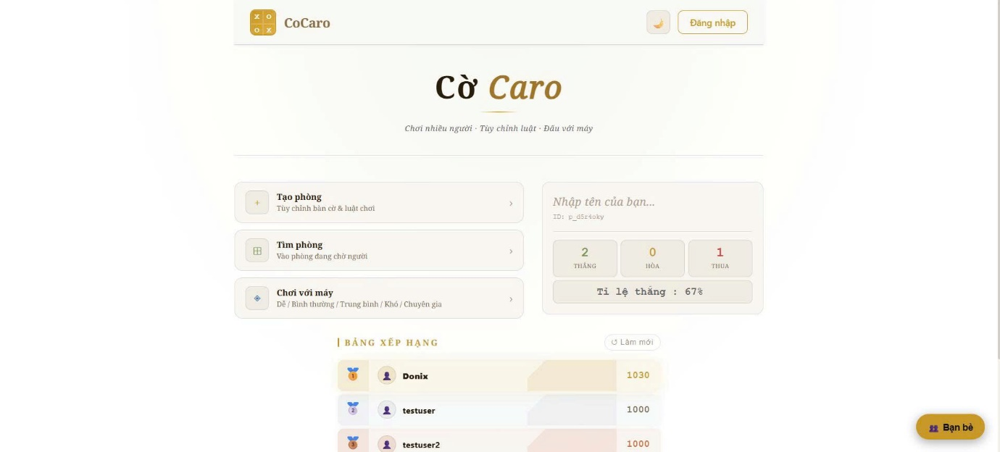 X O
O X
CoCaro
Đăng nhập
Cờ Caro
Chơi nhiều người · Tùy chỉnh luật · Đấu với máy
Tạo phòng
Tùy chỉnh bàn cờ & luật chơi
›
Tìm phòng
Vào phòng đang chờ người
›
Chơi với máy
Dễ / Bình thường / Trung bình / Khó / Chuyên gia
›
Nhập tên của bạn...
ID: p_d5r4oky
2 0 1
THẮNG HÒA THUA
Tỉ lệ thắng : 67%
BẢNG XẾP HẠNG
↺ Làm mới
1 Donix 1030
2 testuser 1000
3 testuser2 1000
Bạn bè